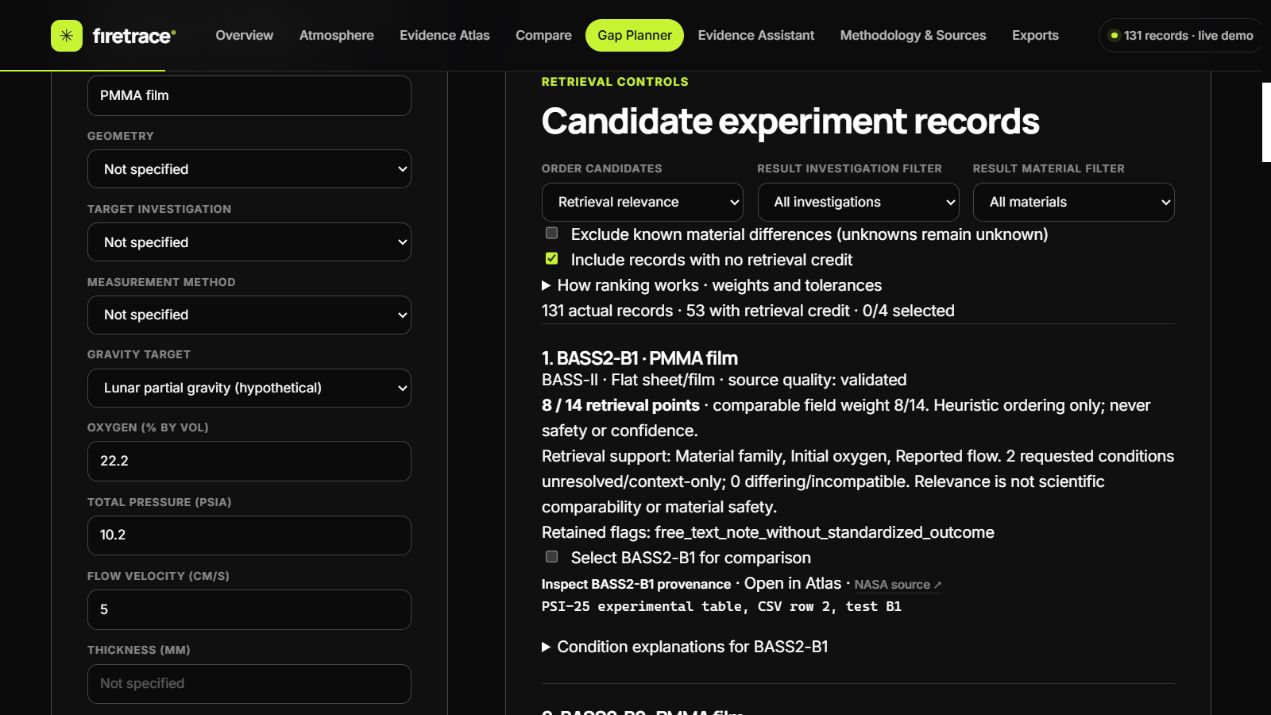 firetrace
Overview
Atmosphere
Evidence Atlas
Compare
Gap Planner
Evidence Assistant
Methodology & Sources
Exports
131 records · live demo
PMMA film
GEOMETRY
Not specified
TARGET INVESTIGATION
Not specified
MEASUREMENT METHOD
Not specified
GRAVITY TARGET
Lunar partial gravity (hypothetical)
OXYGEN (% BY VOL)
22.2
TOTAL PRESSURE (PSIA)
10.2
FLOW VELOCITY (CM/S)
5
THICKNESS (MM)
Not specified
RETRIEVAL CONTROLS
Candidate experiment records
ORDER CANDIDATES
Retrieval relevance
RESULT INVESTIGATION FILTER
All investigations
RESULT MATERIAL FILTER
All materials
Exclude known material differences (unknowns remain unknown)
Include records with no retrieval credit
▶ How ranking works · weights and tolerances
131 actual records · 53 with retrieval credit · 0/4 selected
1. BASS2-B1 · PMMA film
BASS-II · Flat sheet/film · source quality: validated
8 / 14 retrieval points · comparable field weight 8/14. Heuristic ordering only; never
safety or confidence.
Retrieval support: Material family, Initial oxygen, Reported flow. 2 requested conditions
unresolved/context-only; 0 differing/incompatible. Relevance is not scientific
comparability or material safety.
Retained flags: free_text_note_without_standardized_outcome
Select BASS2-B1 for comparison
Inspect BASS2-B1 provenance · Open in Atlas · NASA source ↗
PSI-25 experimental table, CSV row 2, test B1
▶ Condition explanations for BASS2-B1